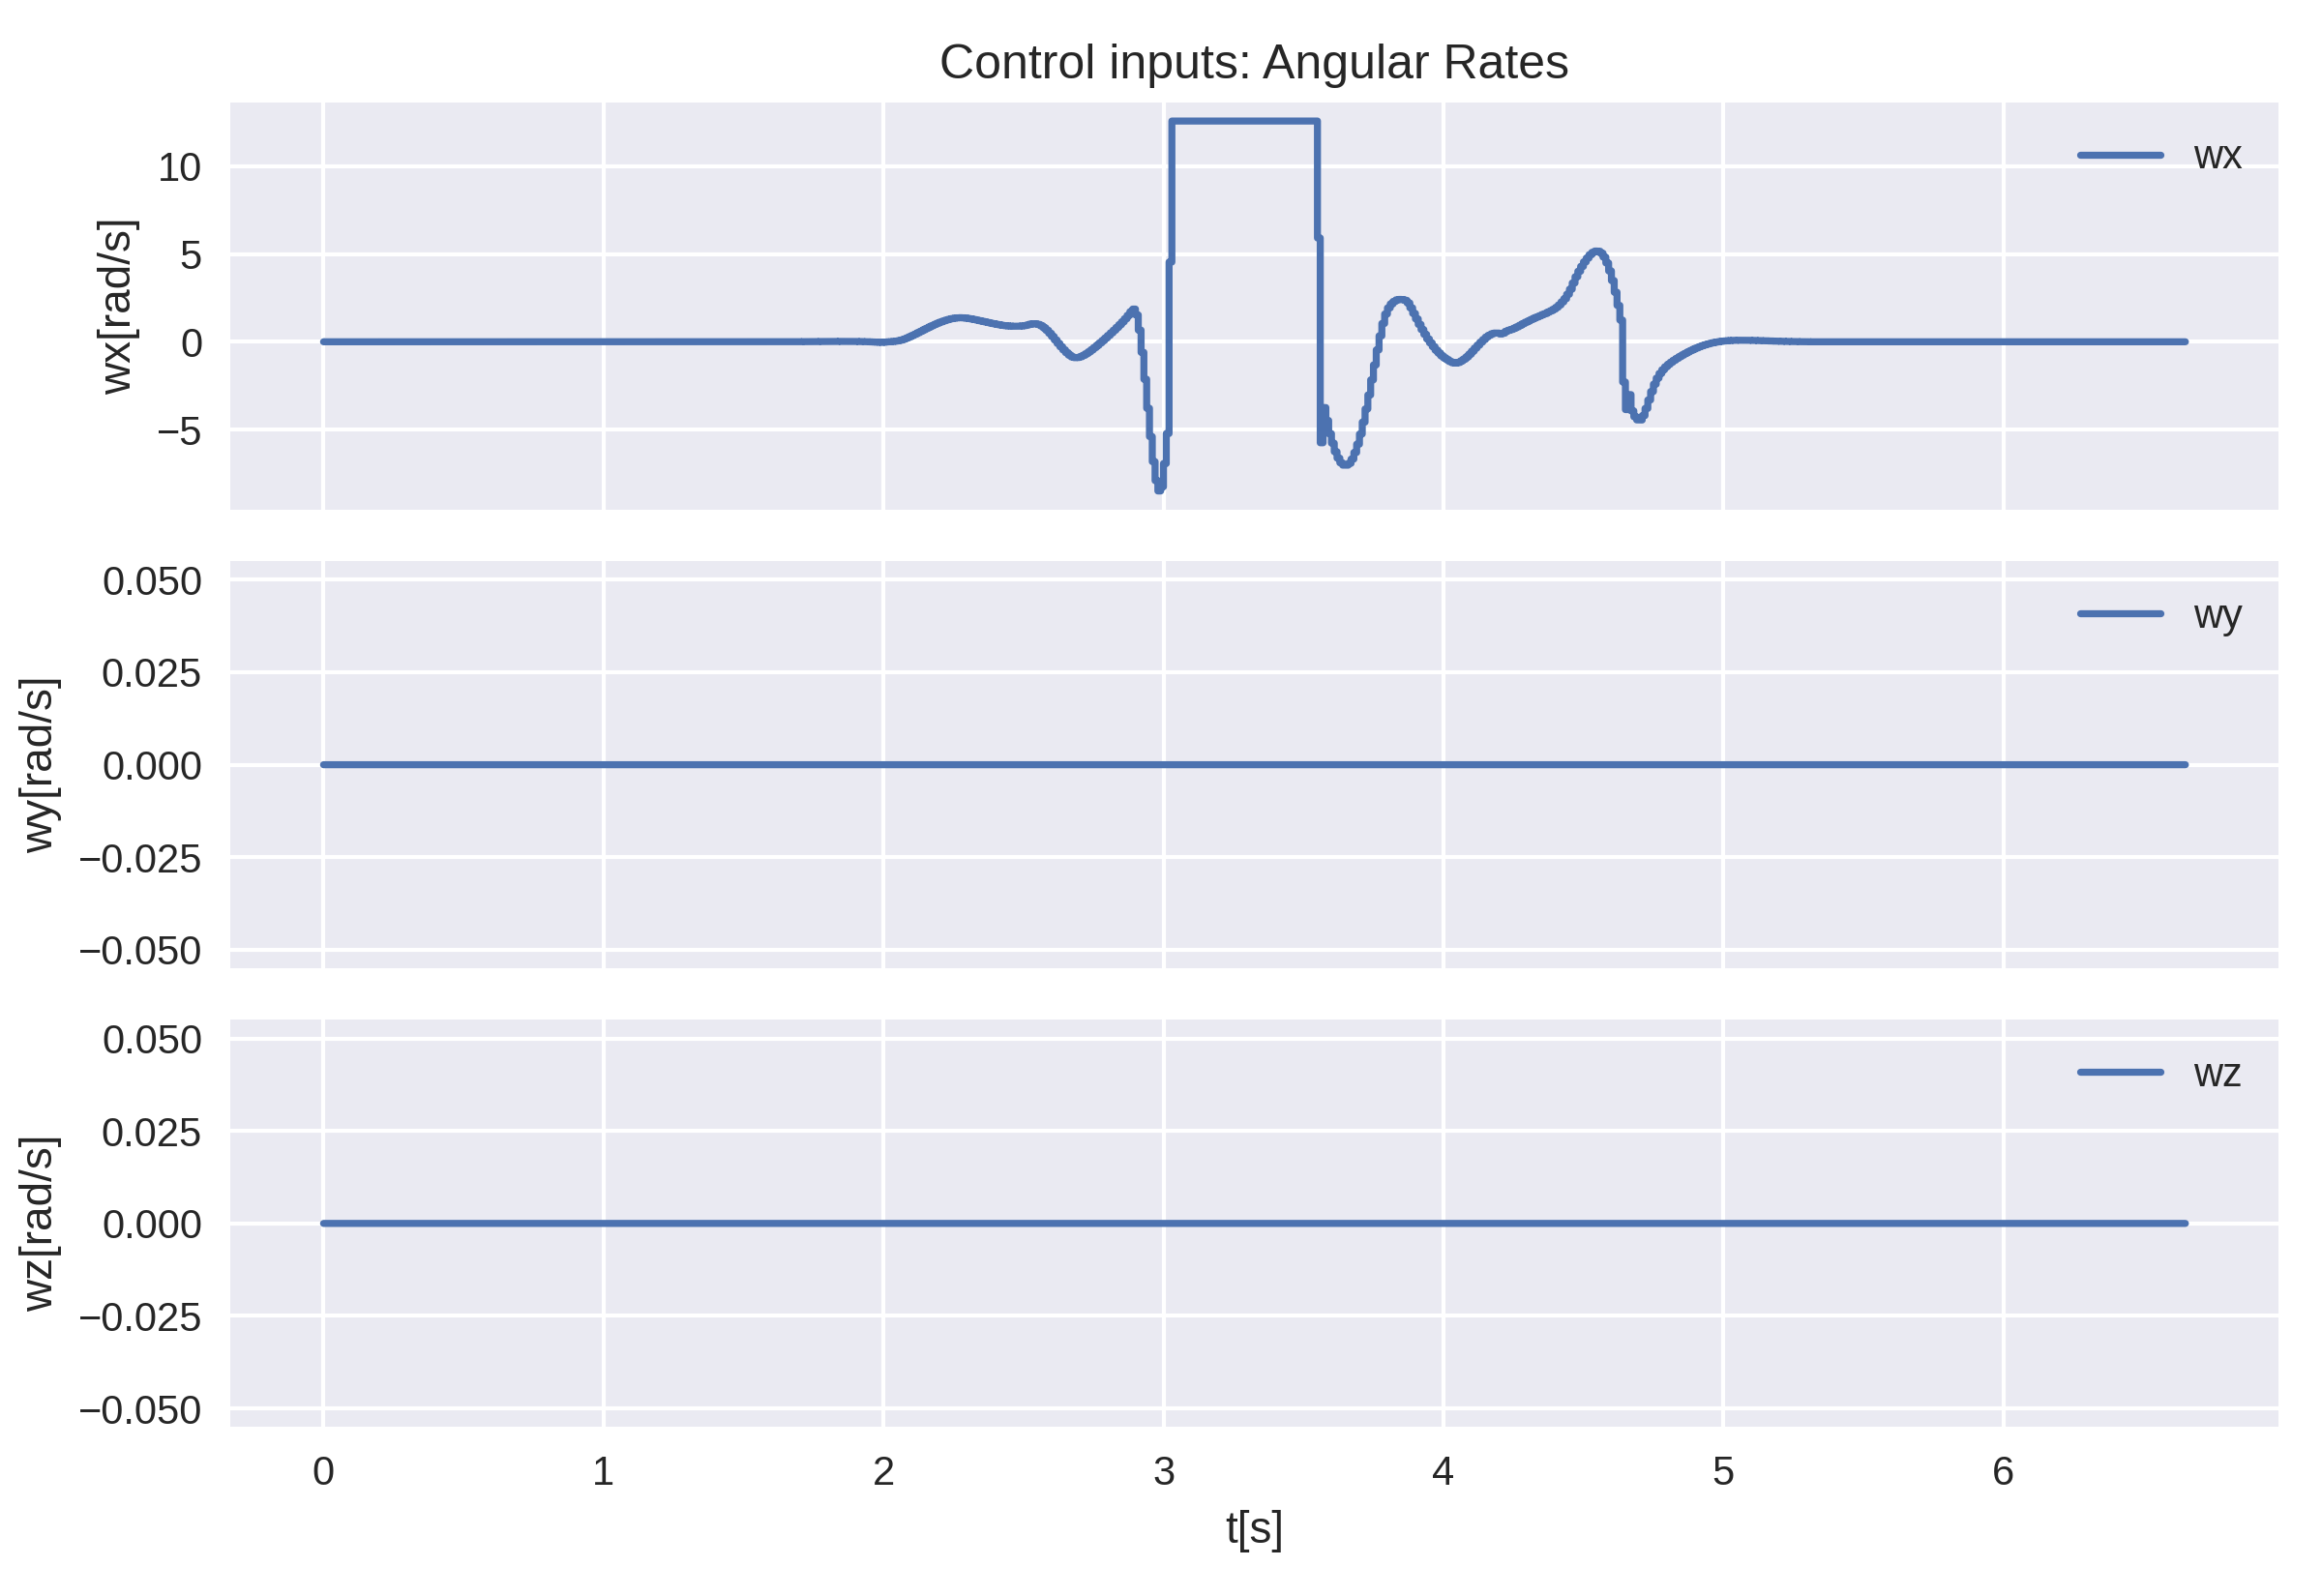 Control inputs: Angular Rates
10
5
0
−5
wx[rad/s]
wx
0.050
0.025
0.000
−0.025
−0.050
wy[rad/s]
wy
0.050
0.025
0.000
−0.025
−0.050
wz[rad/s]
wz
0 1 2 3 4 5 6
t[s]